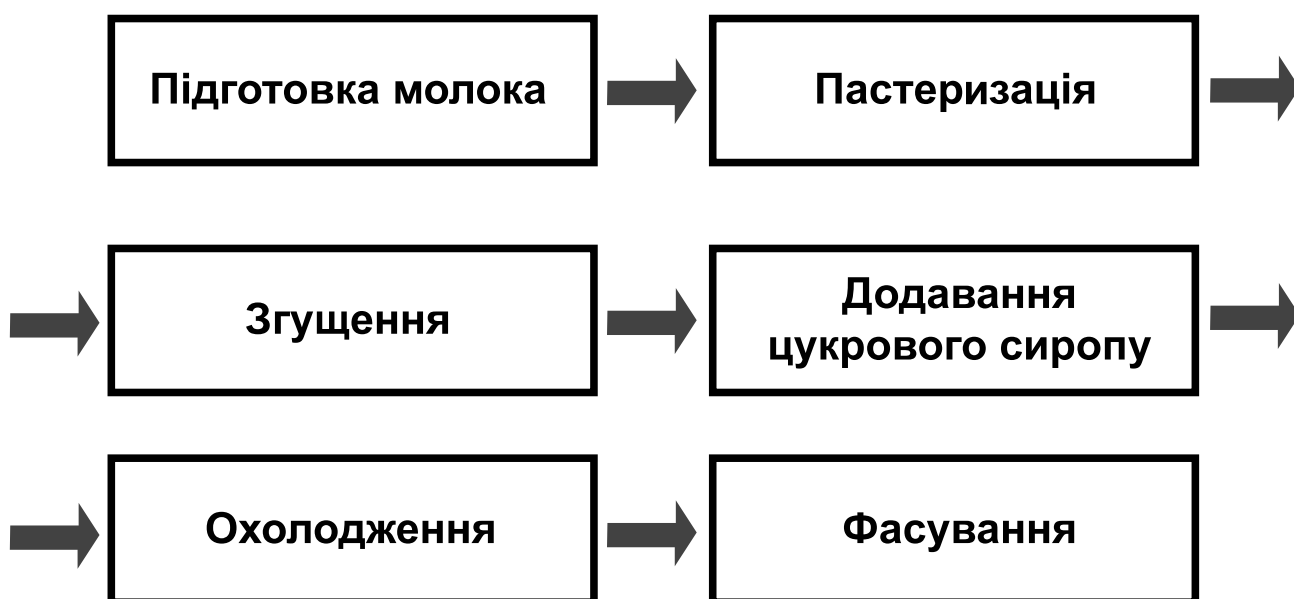 Підготовка молока
Пастеризація
Згущення
Додавання
цукрового сиропу
Охолодження
Фасування